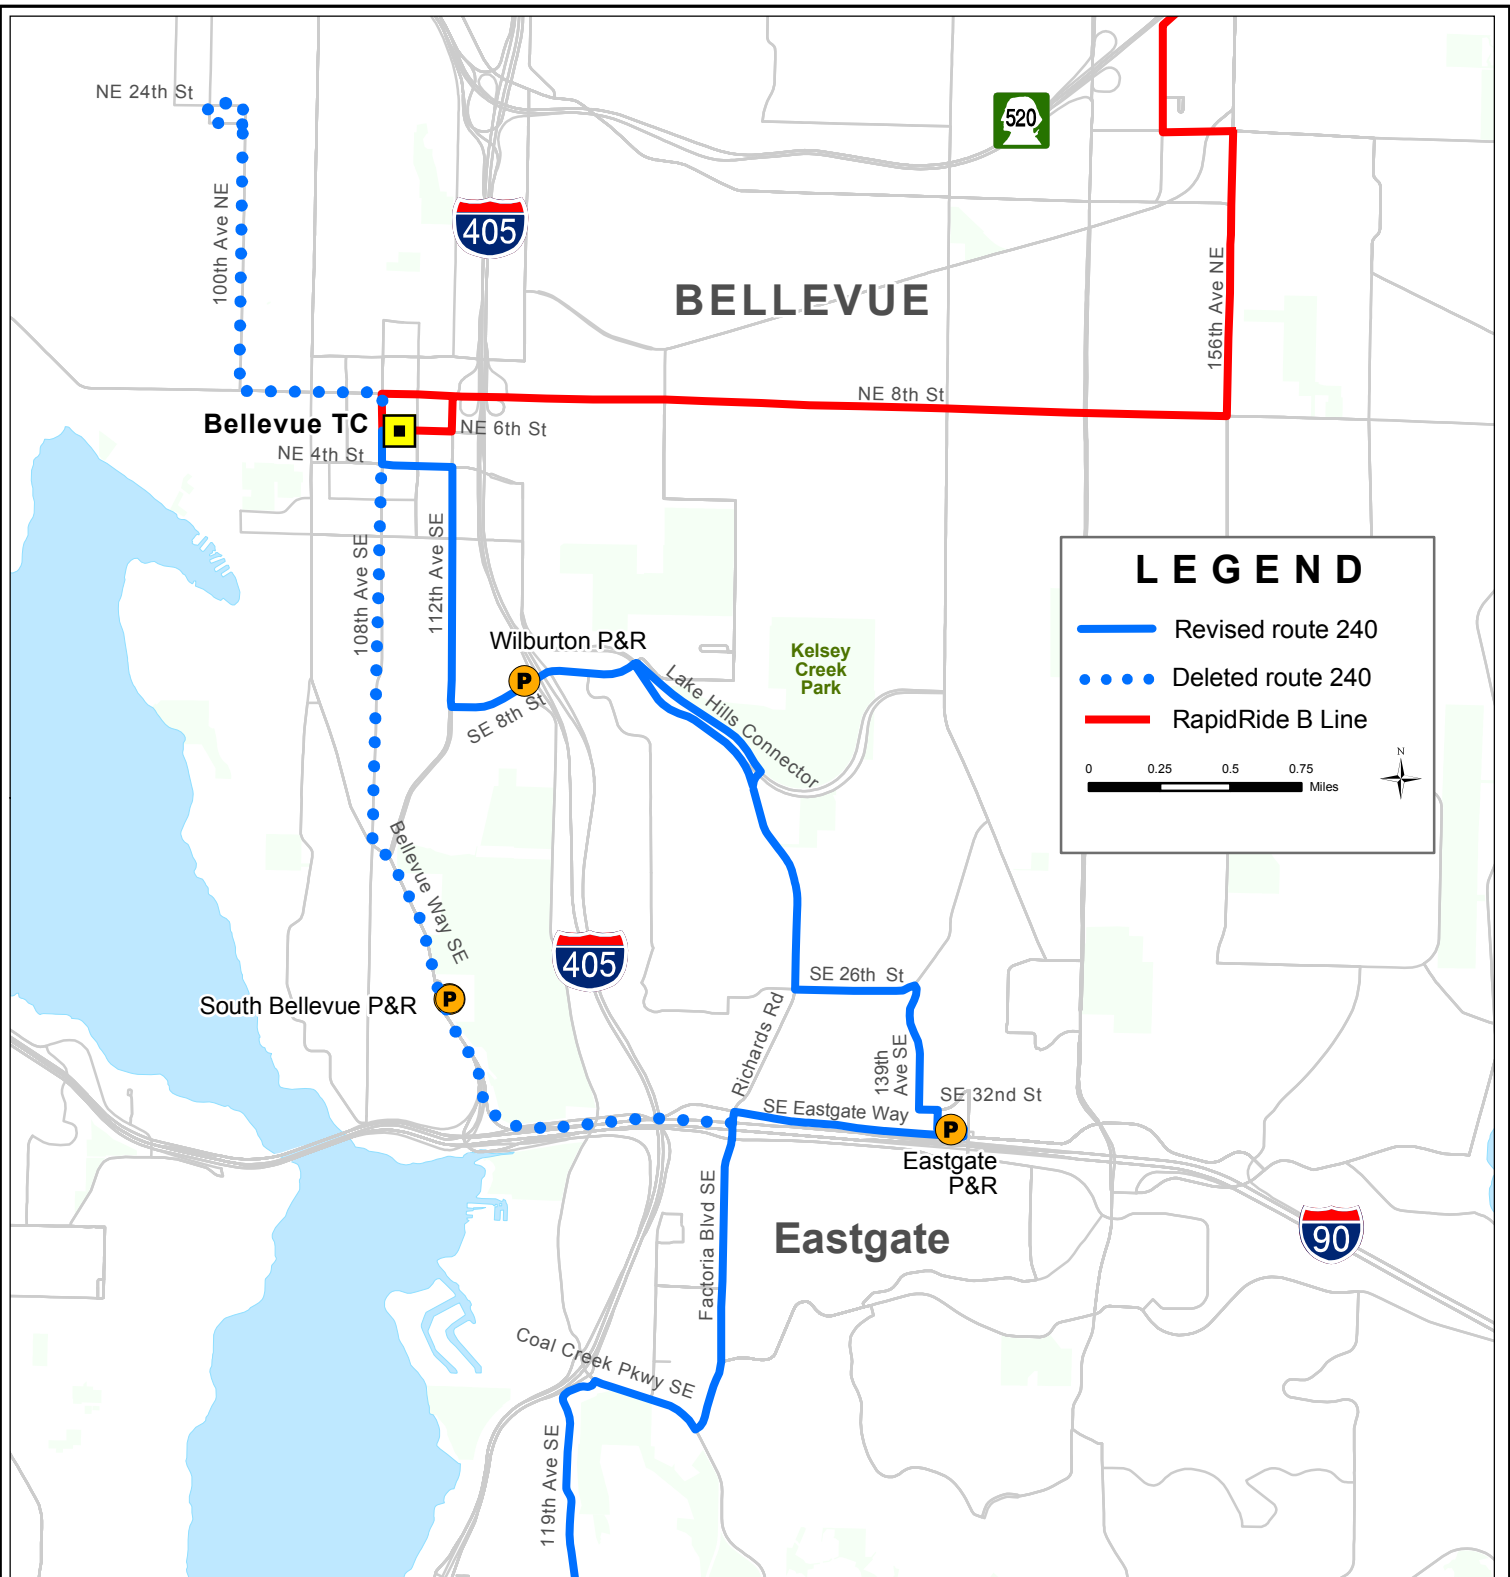 NE 24th St
520
100th Ave NE
405
BELLEVUE
156th Ave NE
NE 8th St
Bellevue TC
NE 6th St
NE 4th St
108th Ave SE
112th Ave SE
LEGEND
Revised route 240
Deleted route 240
RapidRide B Line
0 0.25 0.5 0.75
Miles
N
Wilburton P&R
P
SE 8th St
Lake Hills Connector
Kelsey
Creek
Park
Bellevue Way SE
405
SE 26th St
South Bellevue P&R
P
Richards Rd
139th
Ave SE
SE 32nd St
SE Eastgate Way
P
Eastgate
P&R
Factoria Blvd SE
Eastgate
90
Coal Creek Pkwy SE
119th Ave SE